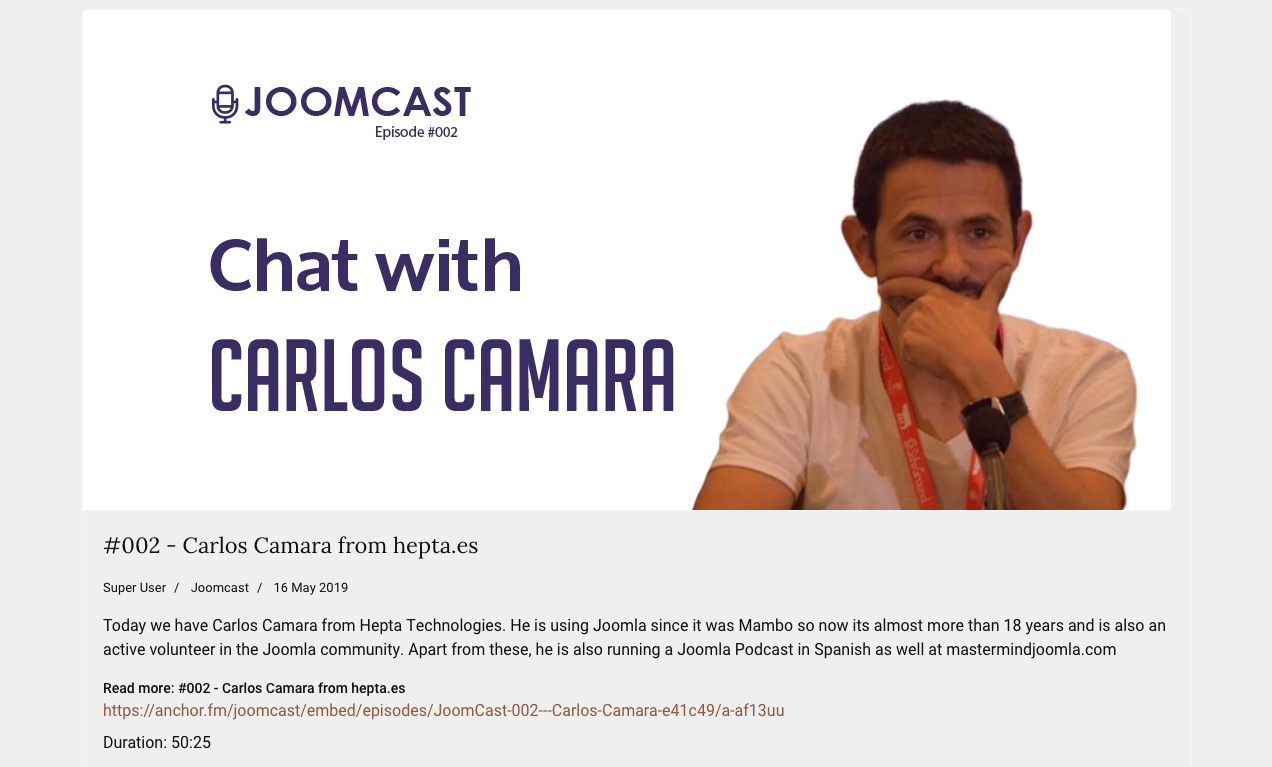 JOOMCAST
Episode #002
Chat with
CARLOS CAMARA
#002 - Carlos Camara from hepta.es
Super User / Joomcast / 16 May 2019
Today we have Carlos Camara from Hepta Technologies. He is using Joomla since it was Mambo so now its almost more than 18 years and is also an
active volunteer in the Joomla community. Apart from these, he is also running a Joomla Podcast in Spanish as well at mastermindjoomla.com
Read more: #002 - Carlos Camara from hepta.es
https://anchor.fm/joomcast/embed/episodes/JoomCast-002---Carlos-Camara-e41c49/a-af13uu
Duration: 50:25